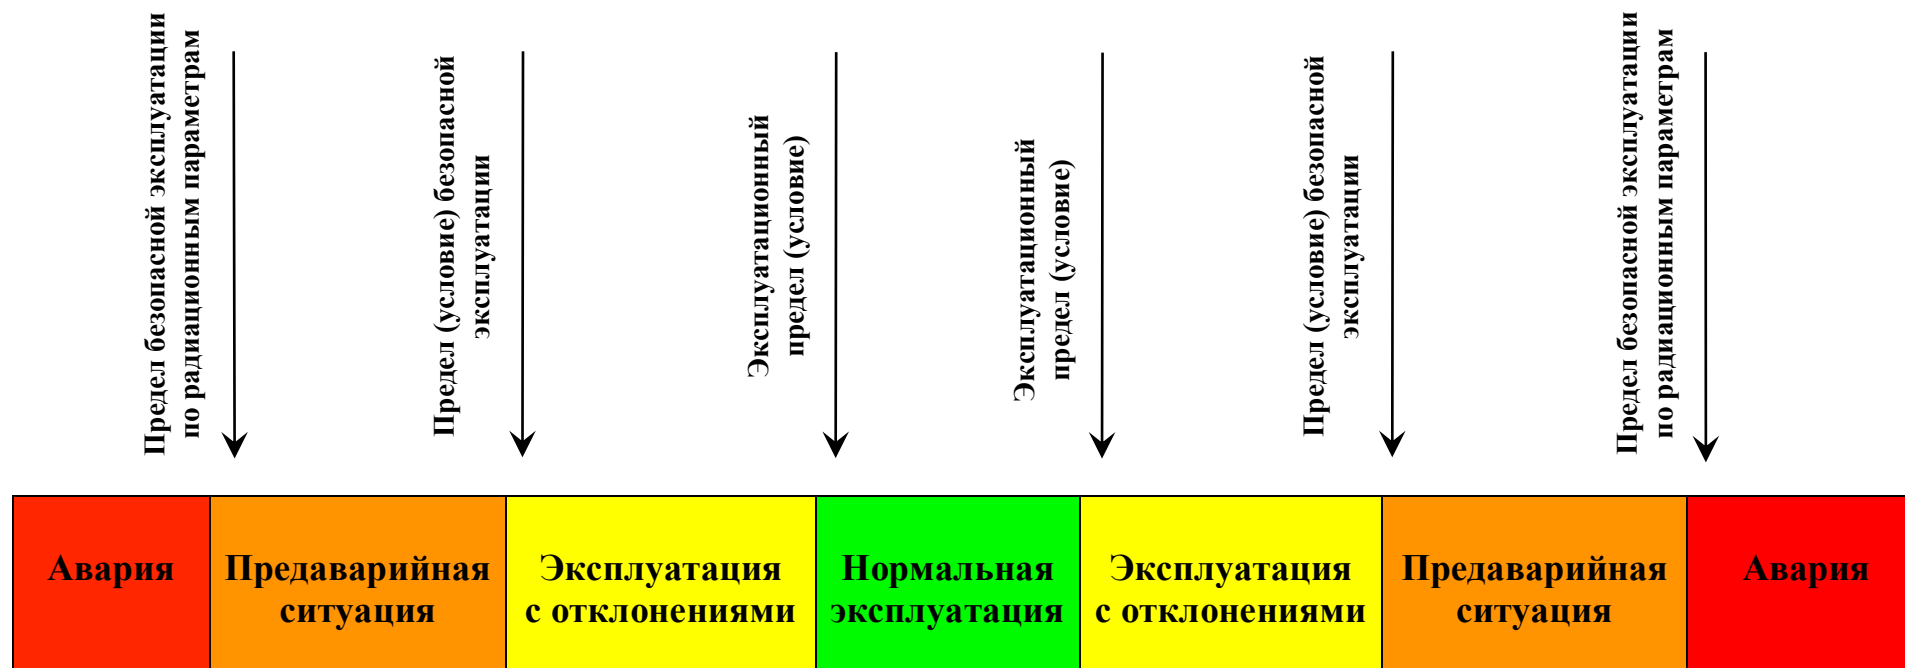 Предел безопасной эксплуатации
по радиационным параметрам
Предел (условие) безопасной
эксплуатации
Эксплуатационный
предел (условие)
Эксплуатационный
предел (условие)
Предел (условие) безопасной
эксплуатации
Предел безопасной эксплуатации
по радиационным параметрам
Авария
Предаварийная
ситуация
Эксплуатация
с отклонениями
Нормальная
эксплуатация
Эксплуатация
с отклонениями
Предаварийная
ситуация
Авария